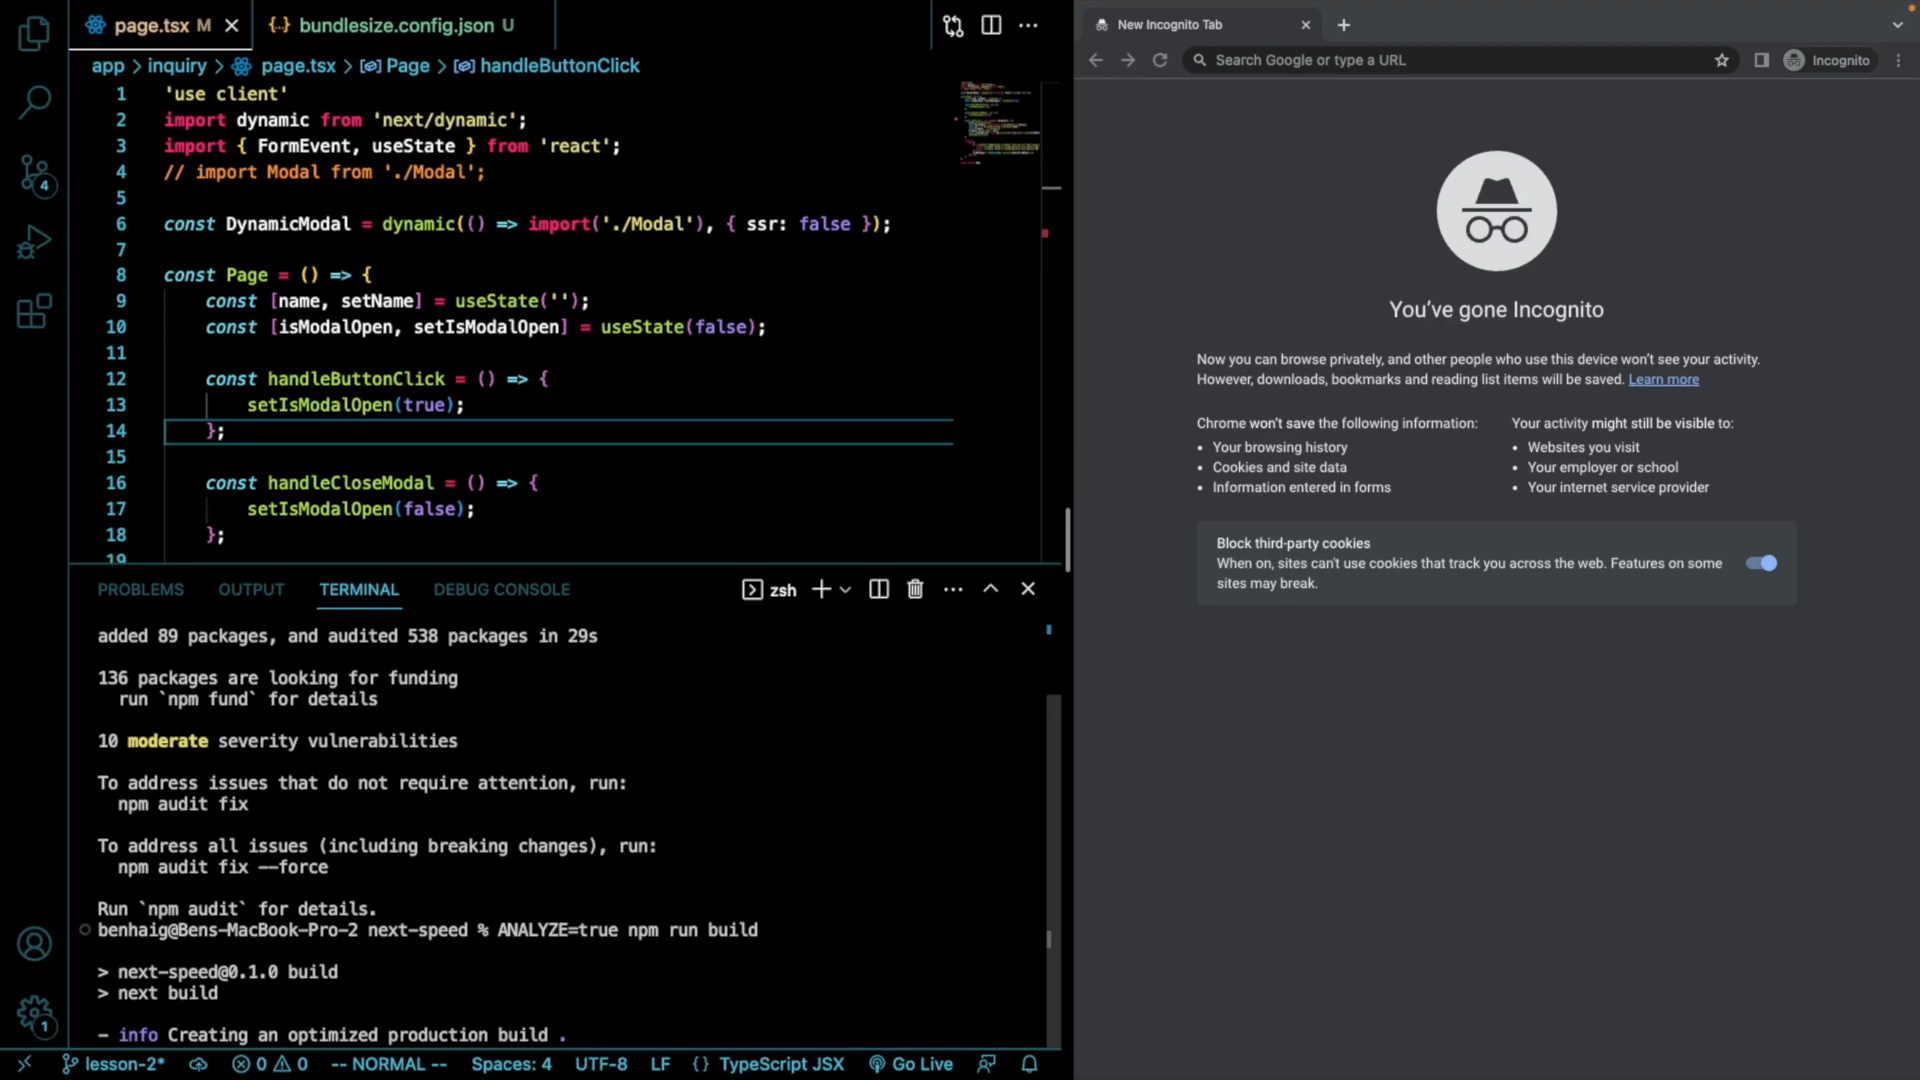 page.tsx M
{..} bundlesize.config.json U
app > inquiry > page.tsx > Page > handleButtonClick
1 'use client'
2 import dynamic from 'next/dynamic';
3 import { FormEvent, useState } from 'react';
4 // import Modal from './Modal';
5
6 const DynamicModal = dynamic(() => import('./Modal'), { ssr: false });
7
8 const Page = () => {
9 const [name, setName] = useState('');
10 const [isModalOpen, setIsModalOpen] = useState(false);
11
12 const handleButtonClick = () => {
13 setIsModalOpen(true);
14 };
15
16 const handleCloseModal = () => {
17 setIsModalOpen(false);
18 };
19
4
PROBLEMS OUTPUT TERMINAL DEBUG CONSOLE
zsh
added 89 packages, and audited 538 packages in 29s
136 packages are looking for funding
run `npm fund` for details
10 moderate severity vulnerabilities
To address issues that do not require attention, run:
npm audit fix
To address all issues (including breaking changes), run:
npm audit fix --force
Run `npm audit` for details.
benhaig@Bens-MacBook-Pro-2 next-speed % ANALYZE=true npm run build
> next-speed@0.1.0 build
> next build
- info Creating an optimized production build .
1
lesson-2* 0 0 -- NORMAL -- Spaces: 4 UTF-8 LF {} TypeScript JSX Go Live
New Incognito Tab
Search Google or type a URL
Incognito
You've gone Incognito
Now you can browse privately, and other people who use this device won't see your activity.
However, downloads, bookmarks and reading list items will be saved. Learn more
Chrome won't save the following information:
• Your browsing history
• Cookies and site data
• Information entered in forms
Your activity might still be visible to:
• Websites you visit
• Your employer or school
• Your internet service provider
Block third-party cookies
When on, sites can't use cookies that track you across the web. Features on some
sites may break.